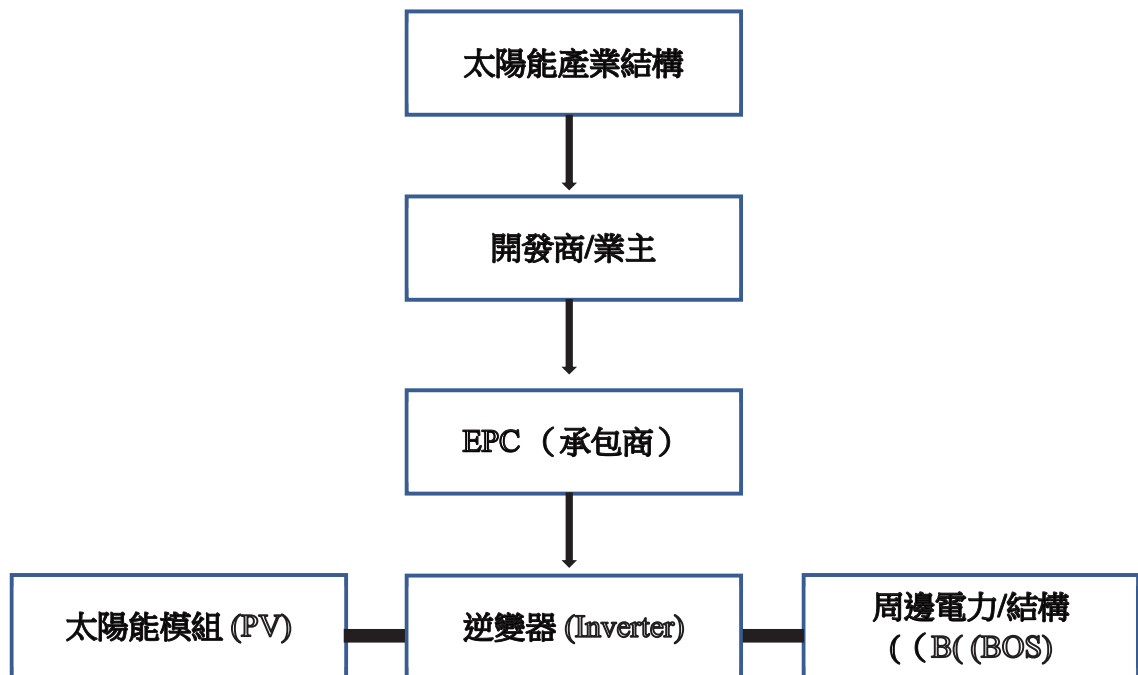 太陽能產業結構
開發商/業主
EPC （承包商）
太陽能模組 (PV)
逆變器 (Inverter)
周邊電力/結構
(（B( (BOS)